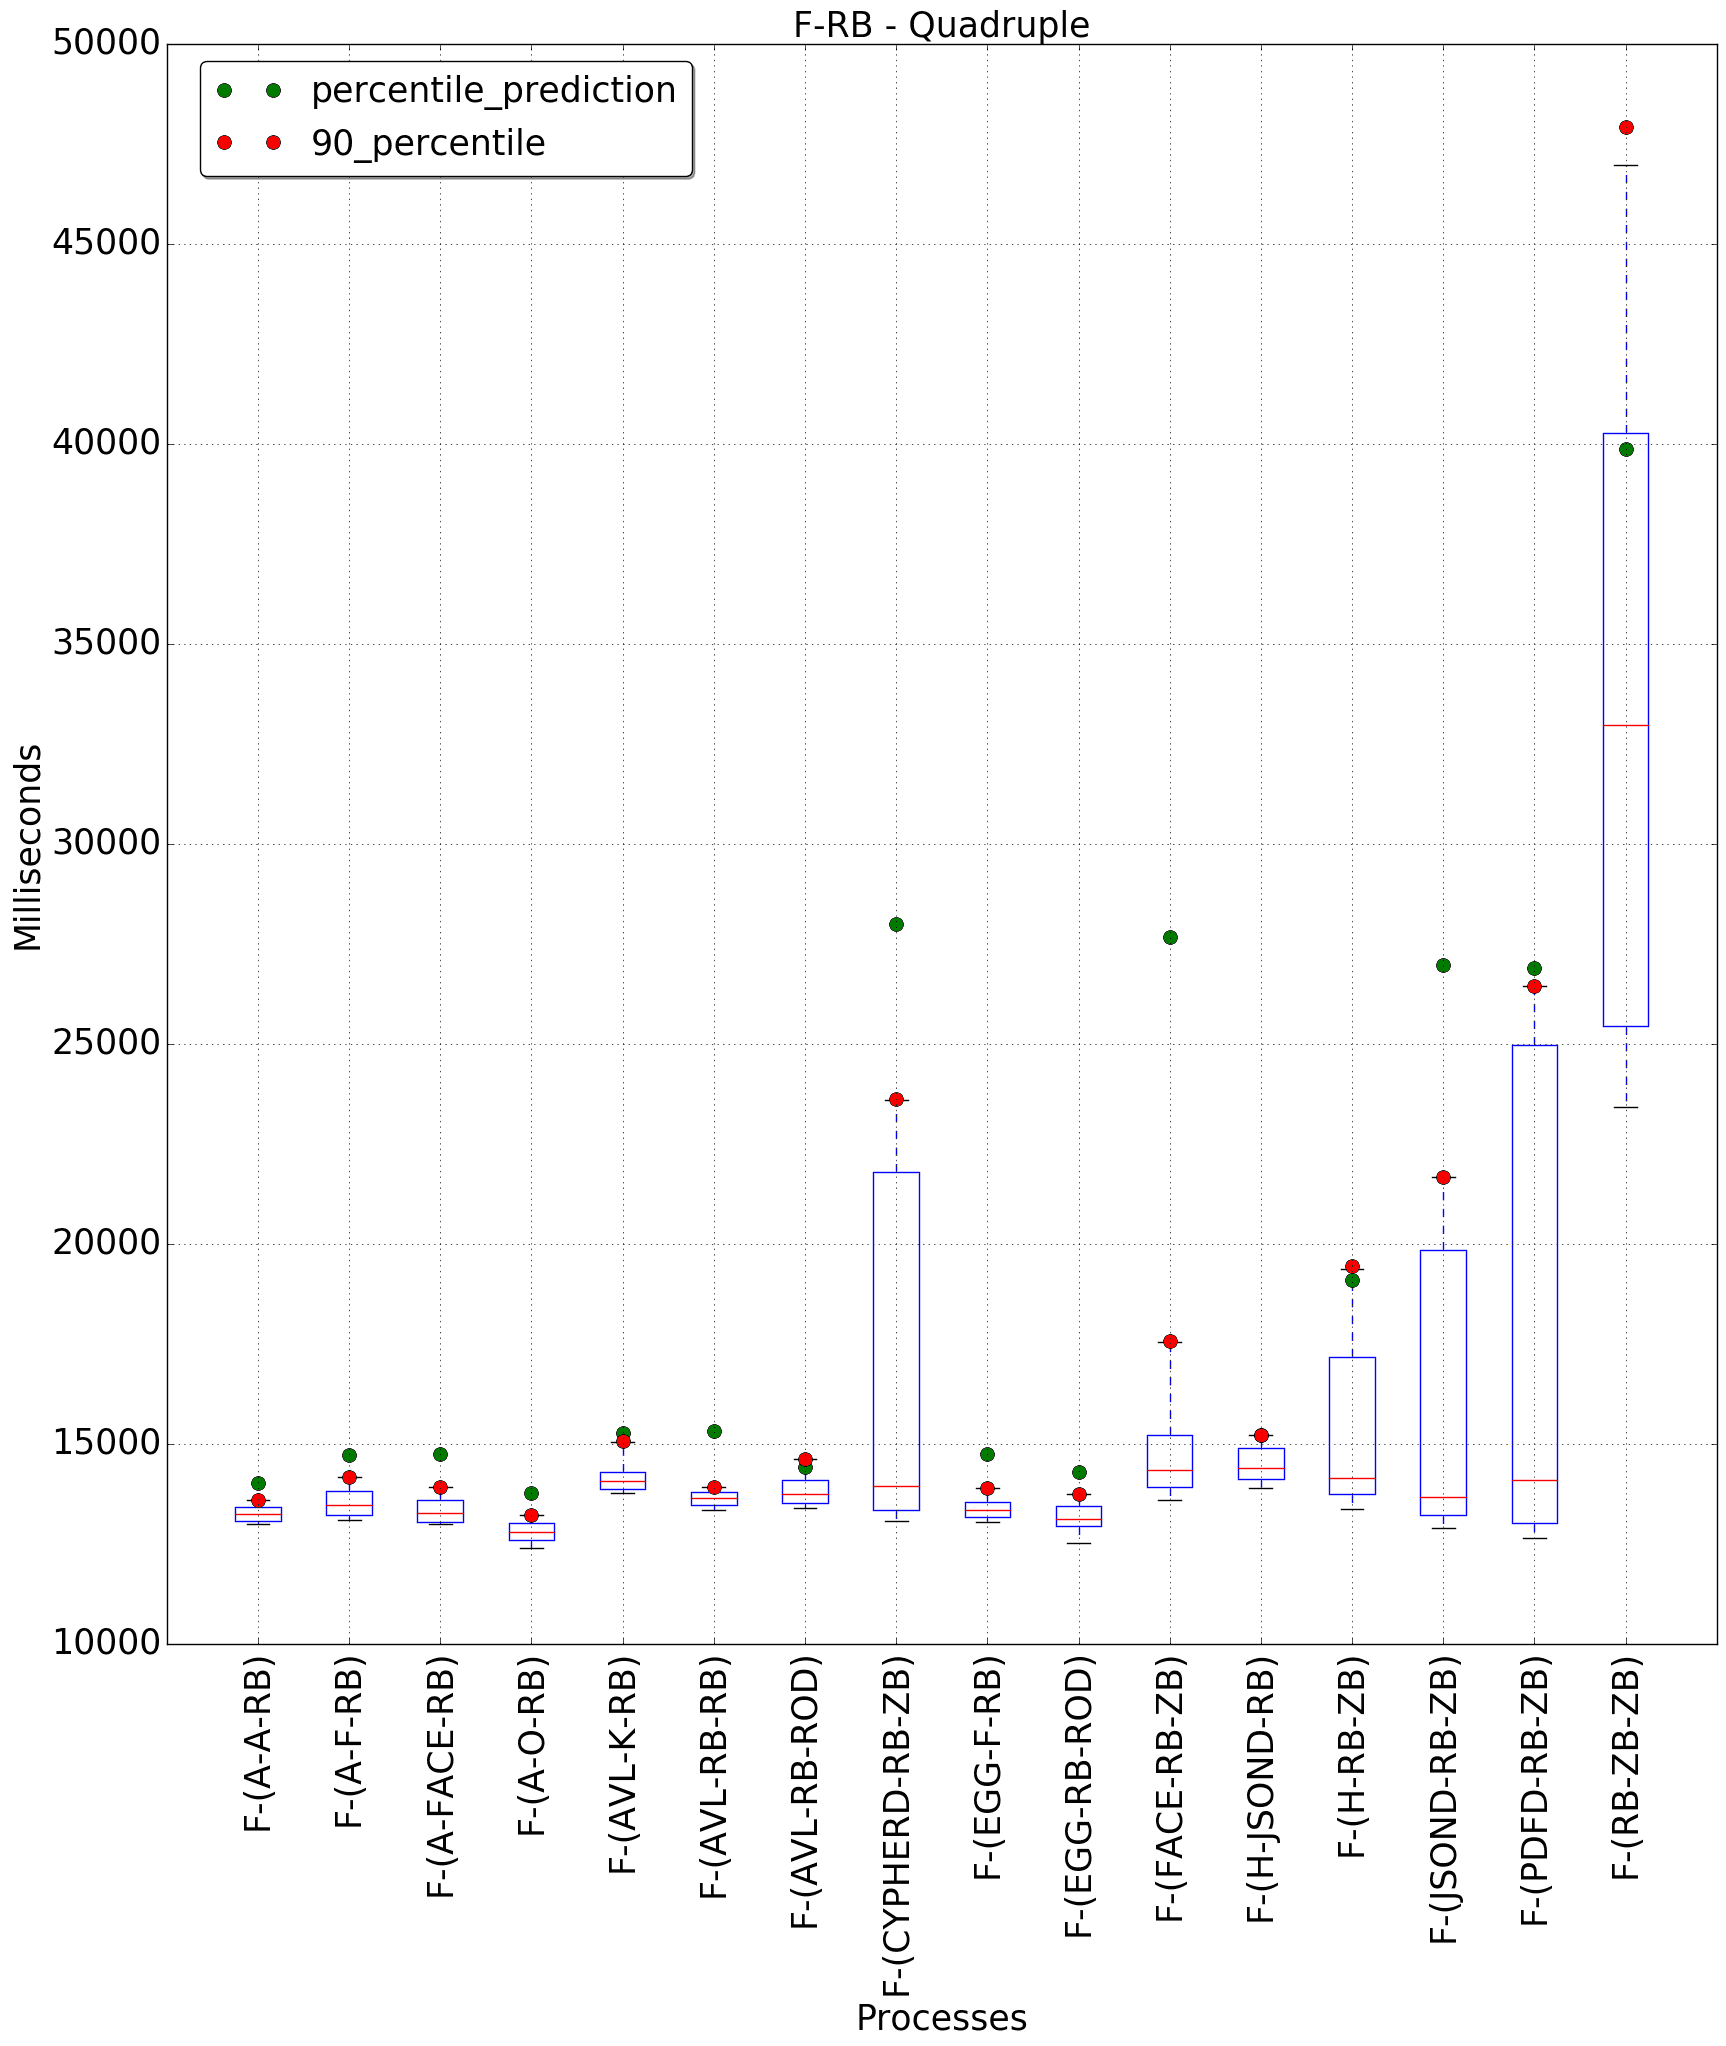 F-RB - Quadruple
percentile_prediction
90_percentile
50000
45000
40000
35000
30000
25000
20000
15000
10000
Milliseconds
F-(A-A-RB)
F-(A-F-RB)
F-(A-FACE-RB)
F-(A-O-RB)
F-(AVL-K-RB)
F-(AVL-RB-RB)
F-(AVL-RB-ROD)
F-(CYPHERD-RB-ZB)
F-(EGG-F-RB)
F-(EGG-RB-ROD)
F-(FACE-RB-ZB)
F-(H-JSOND-RB)
F-(H-RB-ZB)
F-(JSOND-RB-ZB)
F-(PDFD-RB-ZB)
F-(RB-ZB-ZB)
Processes